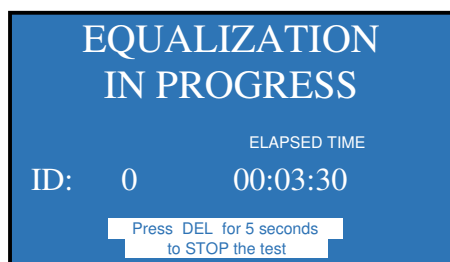 EQUALIZATION
IN PROGRESS
ELAPSED TIME
ID: 0 00:03:30
Press DEL for 5 seconds
to STOP the test